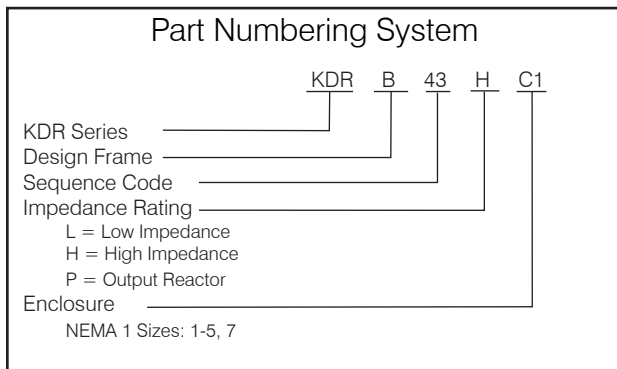 Part Numbering System
KDR B 43 H C1
KDR Series
Design Frame
Sequence Code
Impedance Rating
L = Low Impedance
H = High Impedance
P = Output Reactor
Enclosure
NEMA 1 Sizes: 1-5, 7